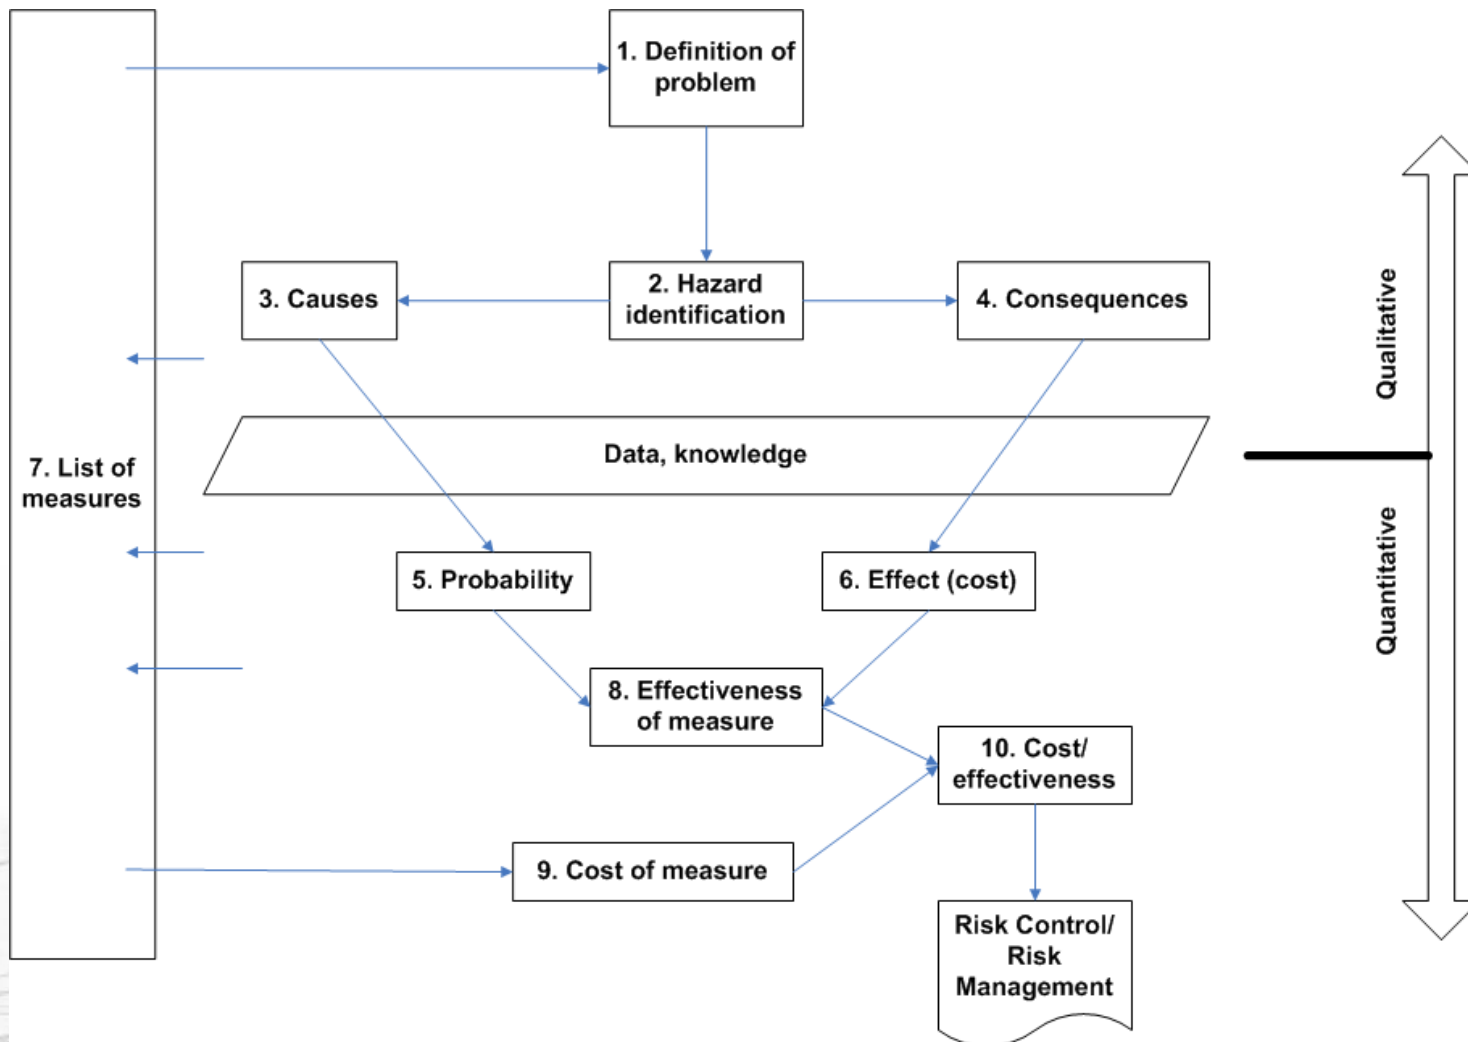 1. Definition of
problem
3. Causes
2. Hazard
identification
4. Consequences
Qualitative
Data, knowledge
7. List of
measures
Quantitative
5. Probability
6. Effect (cost)
8. Effectiveness
of measure
10. Cost/
effectiveness
9. Cost of measure
Risk Control/
Risk
Management